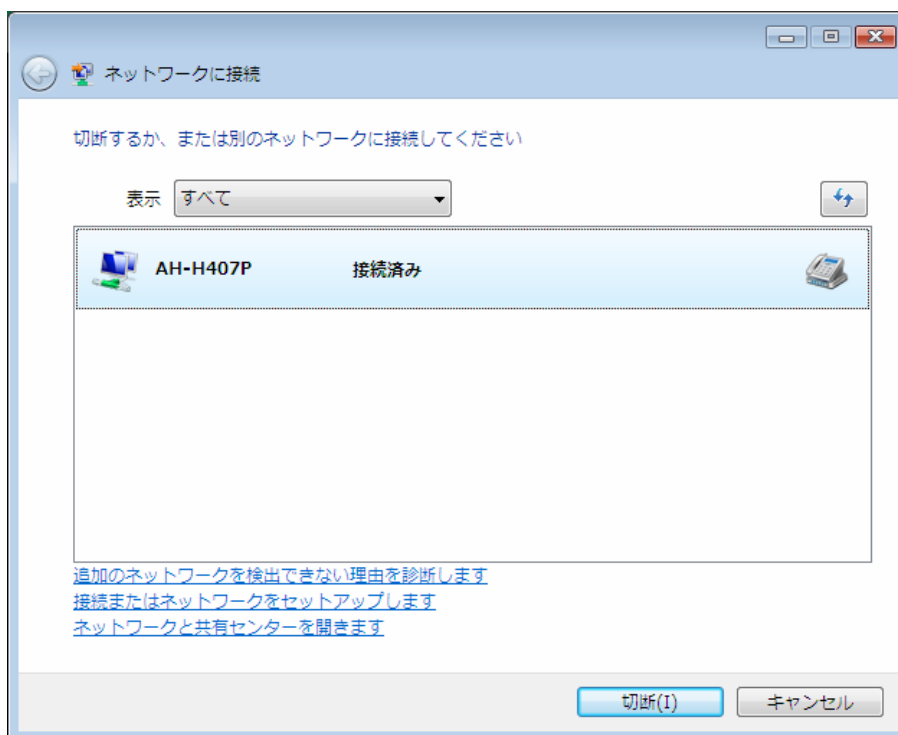 ネットワークに接続
切断するか、または別のネットワークに接続してください
表示 すべて
AH-H407P 接続済み
追加のネットワークを検出できない理由を診断します
接続またはネットワークをセットアップします
ネットワークと共有センターを開きます
切断(I) キャンセル